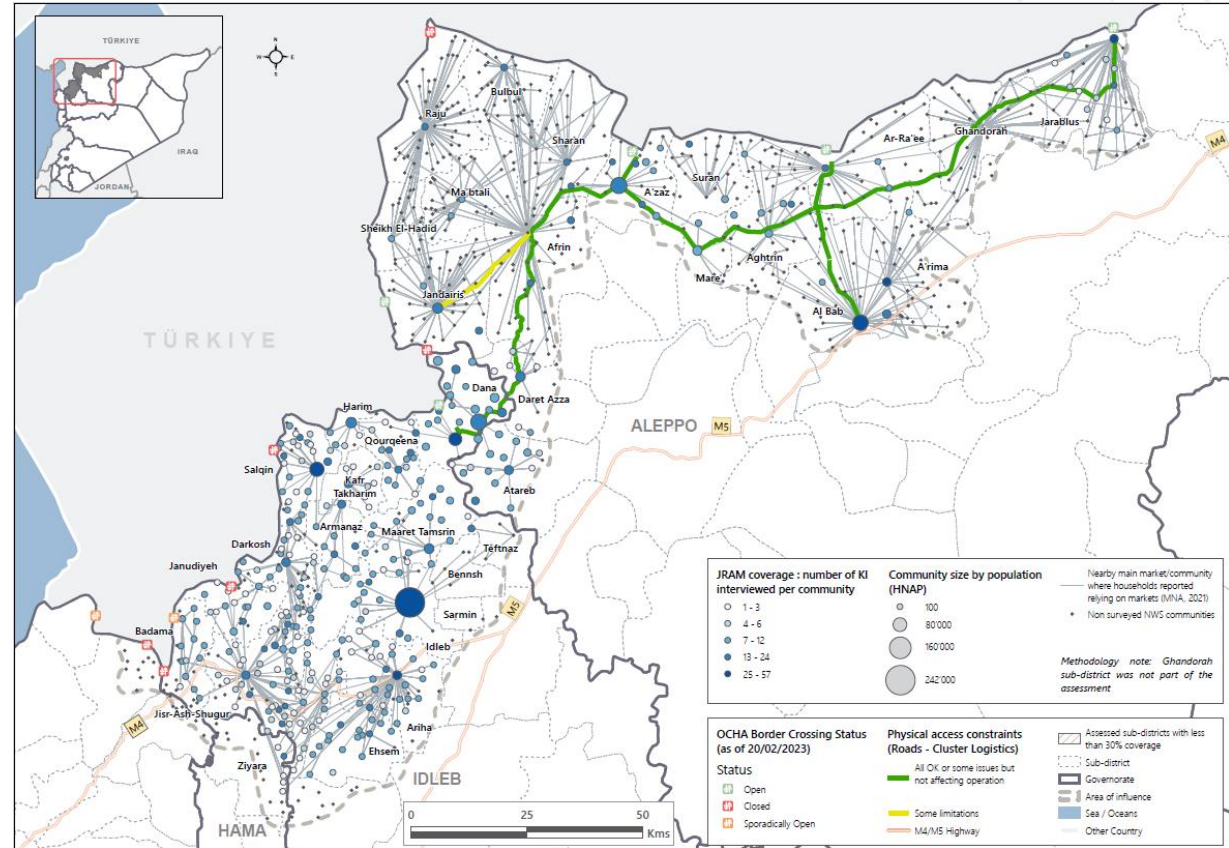 TÜRKIYE
IRAQ
JORDAN
N
W
E
S
Bulbul
Raju
Sharan
Ma'btali
Sheikh El-Hadid
Afrin
Jandairis
A'zaz
Suran
Mare'
Aghtrin
Ar-Ra'ee
Ghandorah
Jarablus
M4
A'rima
Al Bab
TÜRKIYE
Dana
Daret Azza
ALEPPO
M5
Harim
Qourqeena
Salqin
Kafr
Takharim
Atareb
Armanaz
Maaret Tamsrin
Teftnaz
Darkosh
Janudiyeh
Bennsh
Sarmin
M5
Badama
Idleb
Jisr-Ash-Shugur
M4
Ariha
Ehsem
Ziyara
IDLEB
HAMA
0
25
50
Kms
JRAM coverage : number of KI
interviewed per community
1 - 3
4 - 6
7 - 12
13 - 24
25 - 57
Community size by population
(HNAP)
100
80'000
160'000
242'000
Nearby main market/community
where households reported
relying on markets (MNA, 2021)
Non surveyed NWS communities
Methodology note: Ghandorah
sub-district was not part of the
assessment
OCHA Border Crossing Status
(as of 20/02/2023)
Status
Open
Closed
Sporadically Open
Physical access constraints
(Roads - Cluster Logistics)
All OK or some issues but
not affecting operation
Some limitations
M4/M5 Highway
Assessed sub-districts with less
than 30% coverage
Sub-district
Governorate
Area of influence
Sea / Oceans
Other Country